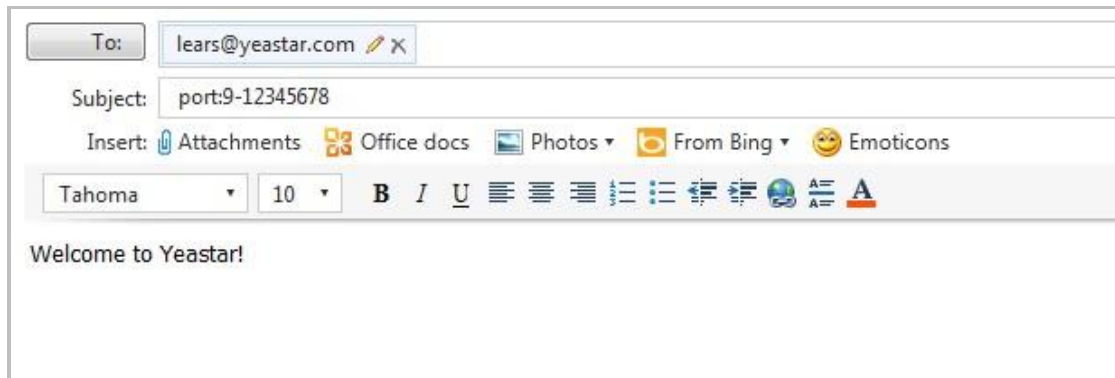 To: lears@yeastar.com
Subject: port:9-12345678
Insert: Attachments Office docs Photos From Bing Emoticons
Tahoma 10 B I U A
Welcome to Yeastar!